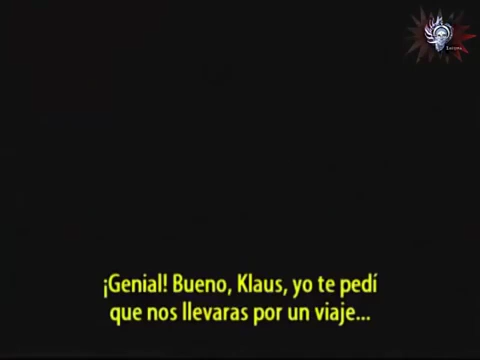 ¡Genial! Bueno, Klaus, yo te pedí
que nos llevaras por un viaje...